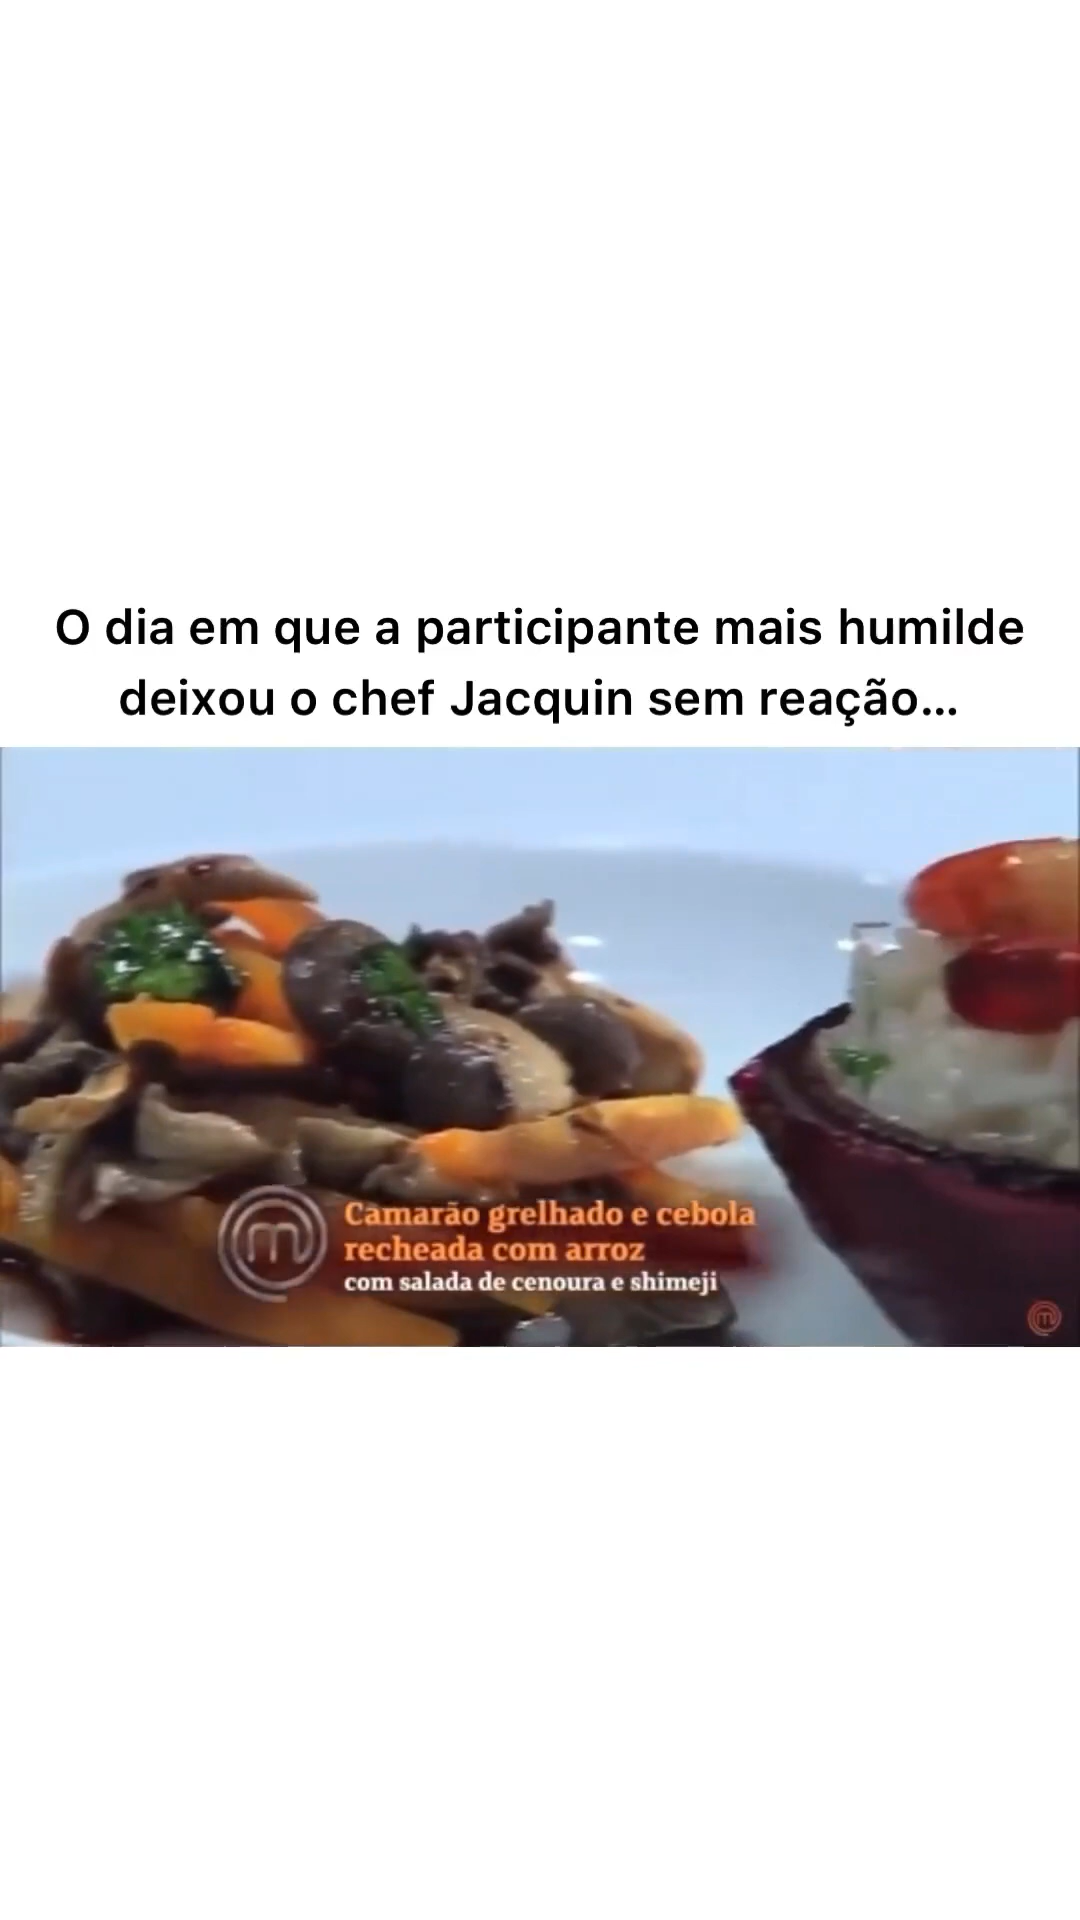 O dia em que a participante mais humilde
deixou o chef Jacquin sem reação...
Camarão grelhado e cebola
recheada com arroz
com salada de cenoura e shimeji